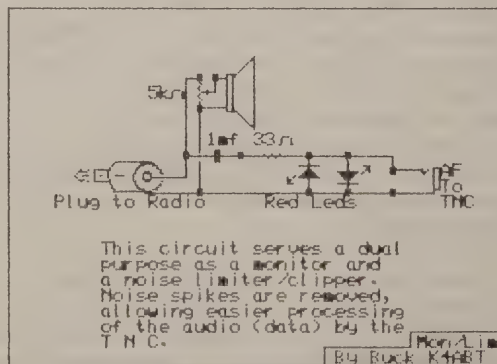 5kΩ
1mf 33Ω
AF
To
TNC
Plug to Radio
Red Leds
This circuit serves a dual
purpose as a monitor and
a noise limiter/clipper.
Noise spikes are removed,
allowing easier processing
of the audio (data) by the
T N C.
Mon/Lim
By Buck K4ABT